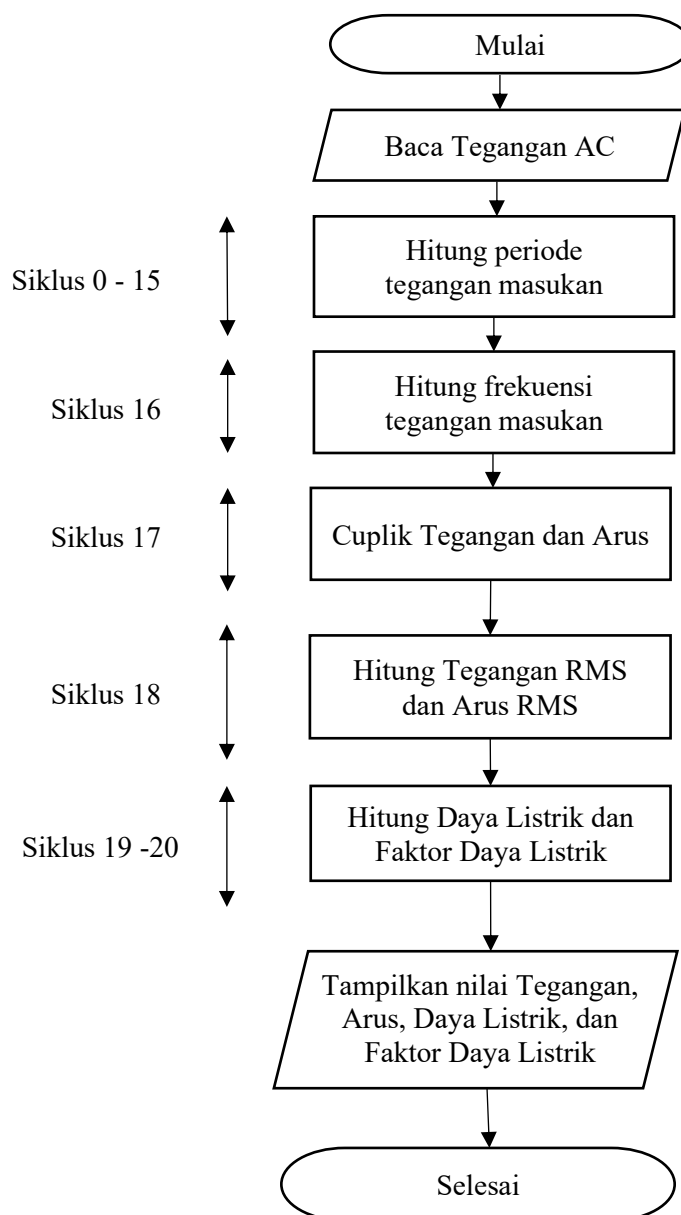 Mulai
Baca Tegangan AC
Siklus 0 - 15
Hitung periode
tegangan masukan
Siklus 16
Hitung frekuensi
tegangan masukan
Siklus 17
Cuplik Tegangan dan Arus
Siklus 18
Hitung Tegangan RMS
dan Arus RMS
Siklus 19 -20
Hitung Daya Listrik dan
Faktor Daya Listrik
Tampilkan nilai Tegangan,
Arus, Daya Listrik, dan
Faktor Daya Listrik
Selesai